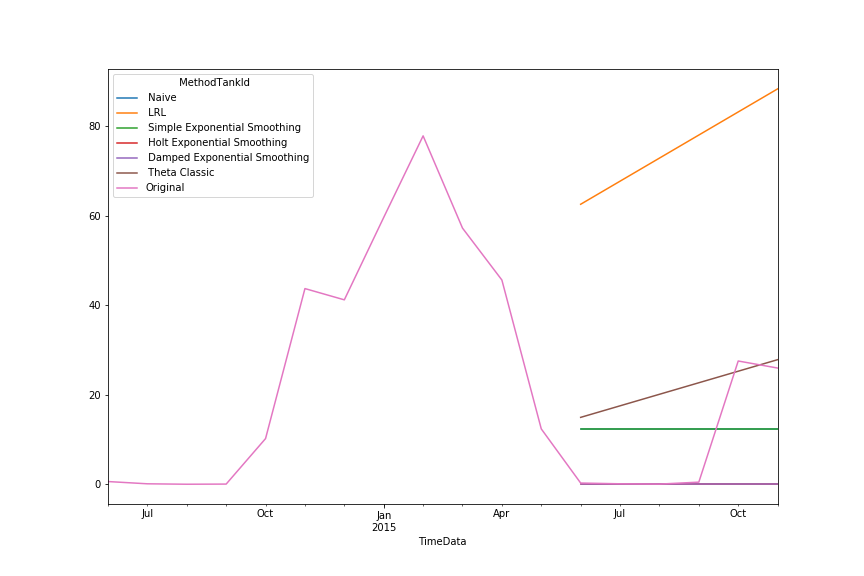 MethodTankId
Naive
LRL
Simple Exponential Smoothing
Holt Exponential Smoothing
Damped Exponential Smoothing
Theta Classic
Original
80
60
40
20
0
Jul
Oct
Jan
2015
Apr
Jul
Oct
TimeData